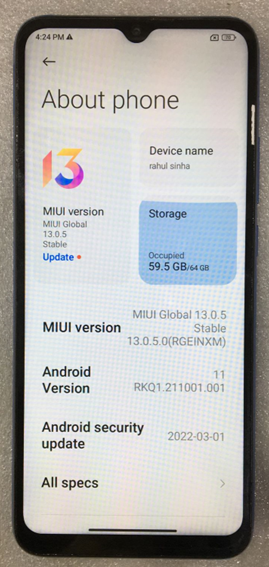 4:24 PM
About phone
13
Device name
rahul sinha
MIUI version
MIUI Global
13.0.5
Stable
Update
Storage
Occupied
59.5 GB/64 GB
MIUI version
MIUI Global 13.0.5
Stable
13.0.5.0(RGEINXM)
Android
Version
11
RKQ1.211001.001
Android security
update
2022-03-01
All specs